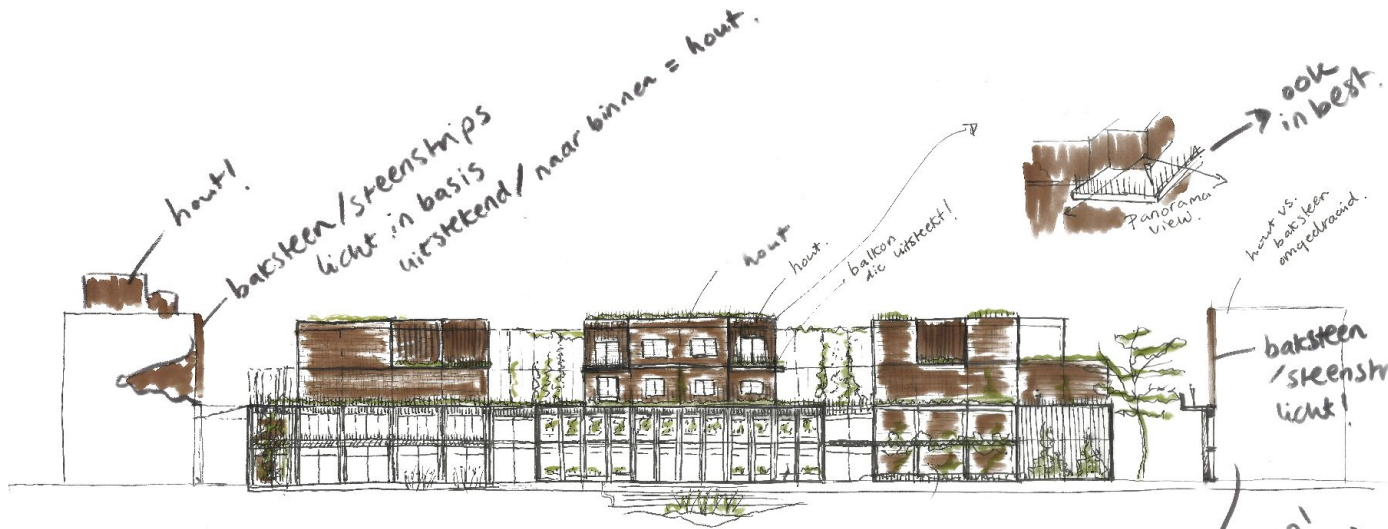 hout!
baksteen/steenstrips
licht in basis
uitstekend/naar binnen = hout.
hout
hout.
balkon
die uitsteekt!
Panorama
view.
ook
in best.
hout vs.
baksteen
omgedraaid.
baksteen
/steenstr
licht!